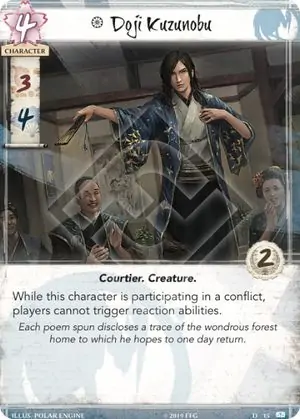 4
Doji Kuzunobu
CHARACTER
3
4
2
Courtier. Creature.
While this character is participating in a conflict,
players cannot trigger reaction abilities.
Each poem spun discloses a trace of the wondrous forest
home to which he hopes to one day return.
ILLUS. POLAR ENGINE
©2019 FFG